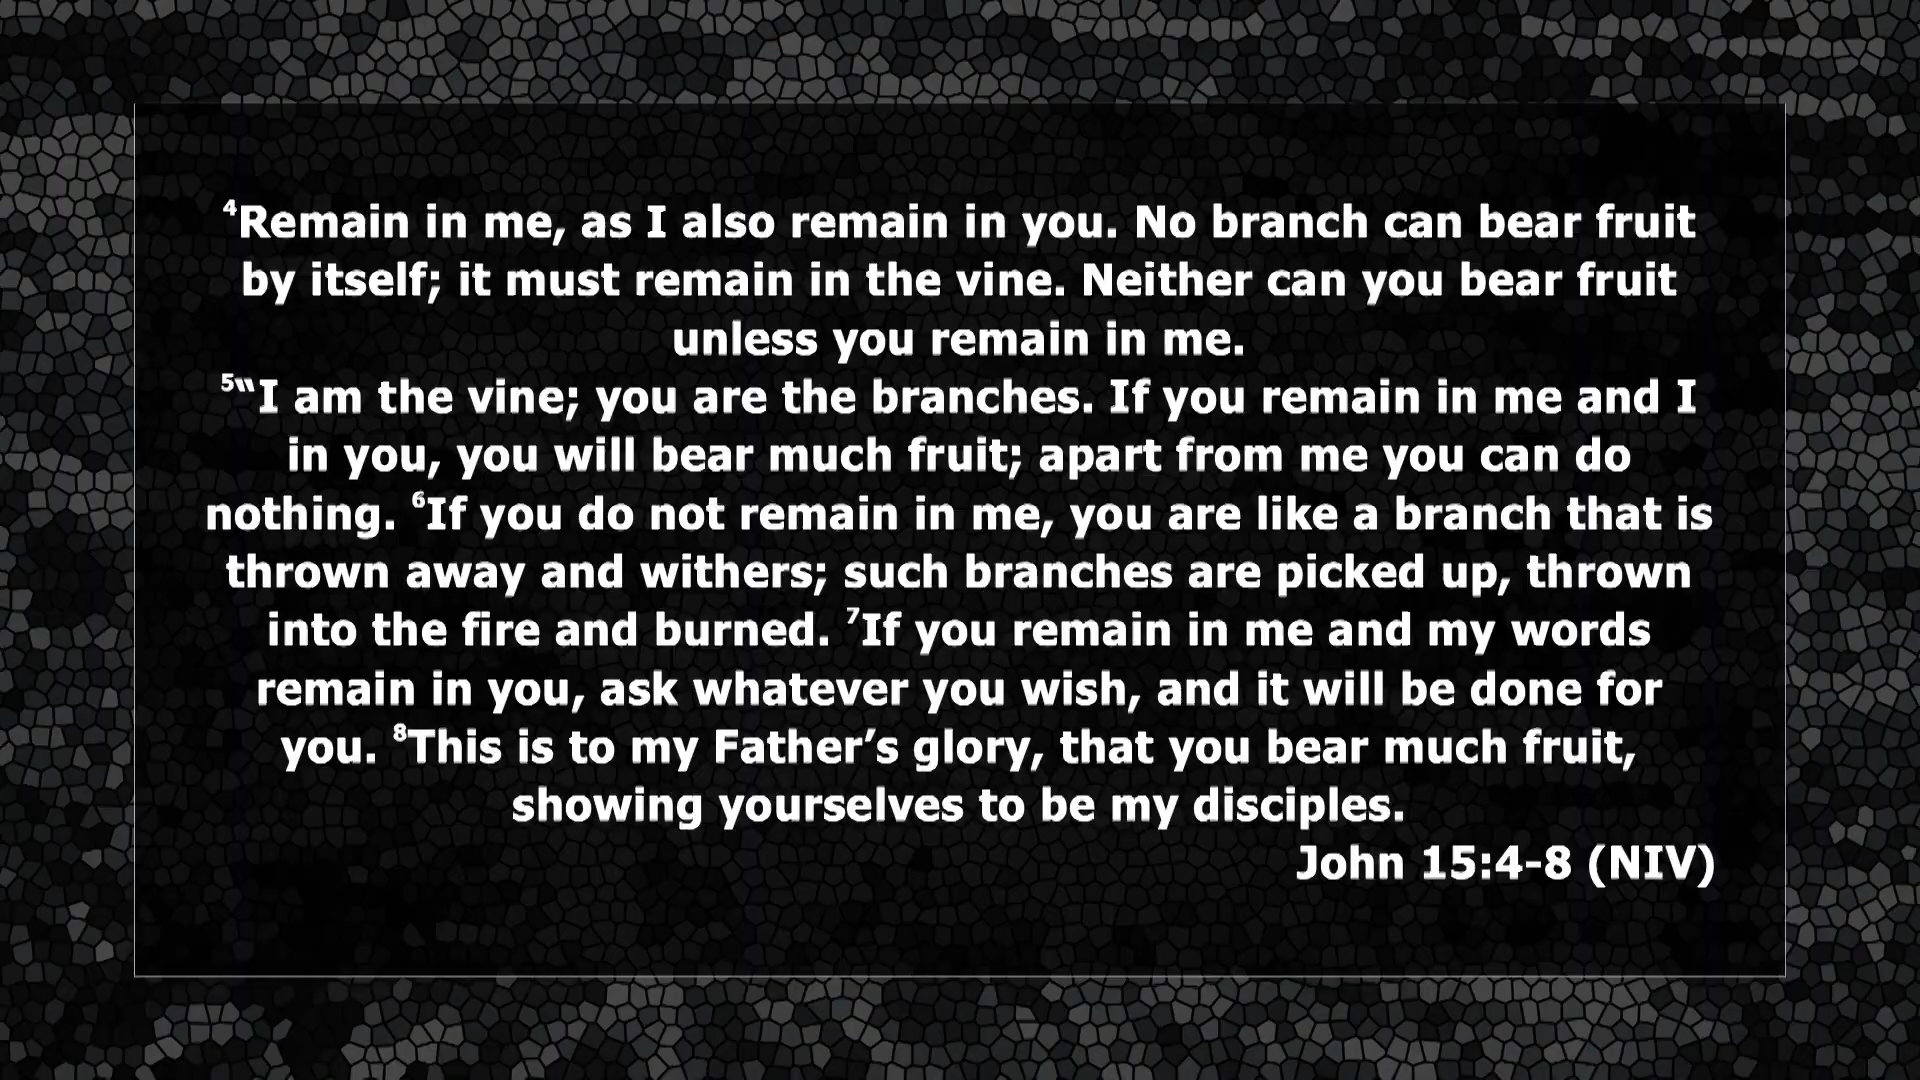 ⁴Remain in me, as I also remain in you. No branch can bear fruit
by itself; it must remain in the vine. Neither can you bear fruit
unless you remain in me.
⁵“I am the vine; you are the branches. If you remain in me and I
in you, you will bear much fruit; apart from me you can do
nothing. ⁶If you do not remain in me, you are like a branch that is
thrown away and withers; such branches are picked up, thrown
into the fire and burned. ⁷If you remain in me and my words
remain in you, ask whatever you wish, and it will be done for
you. ⁸This is to my Father’s glory, that you bear much fruit,
showing yourselves to be my disciples.
John 15:4-8 (NIV)